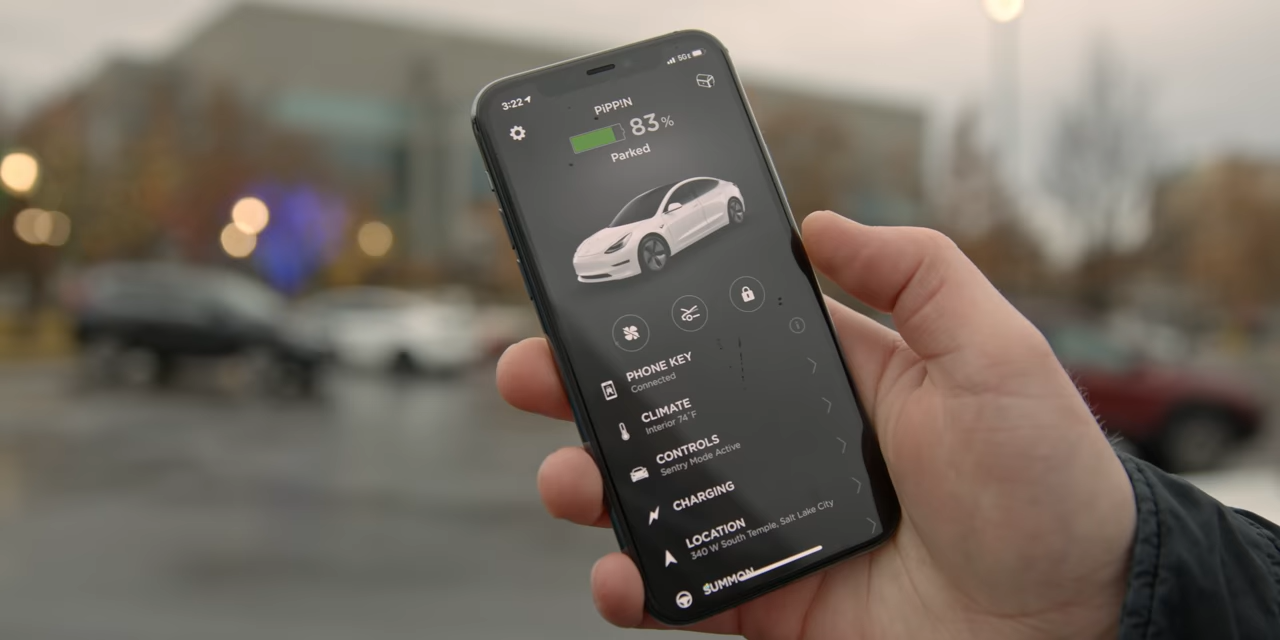 3:22
5GE
PIPPIN
83%
Parked
PHONE KEY
Connected
CLIMATE
Interior 74°F
CONTROLS
Sentry Mode Active
CHARGING
LOCATION
340 W South Temple, Salt Lake City
SUMMON